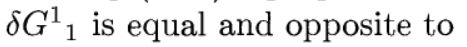 δG¹₁ is equal and opposite to